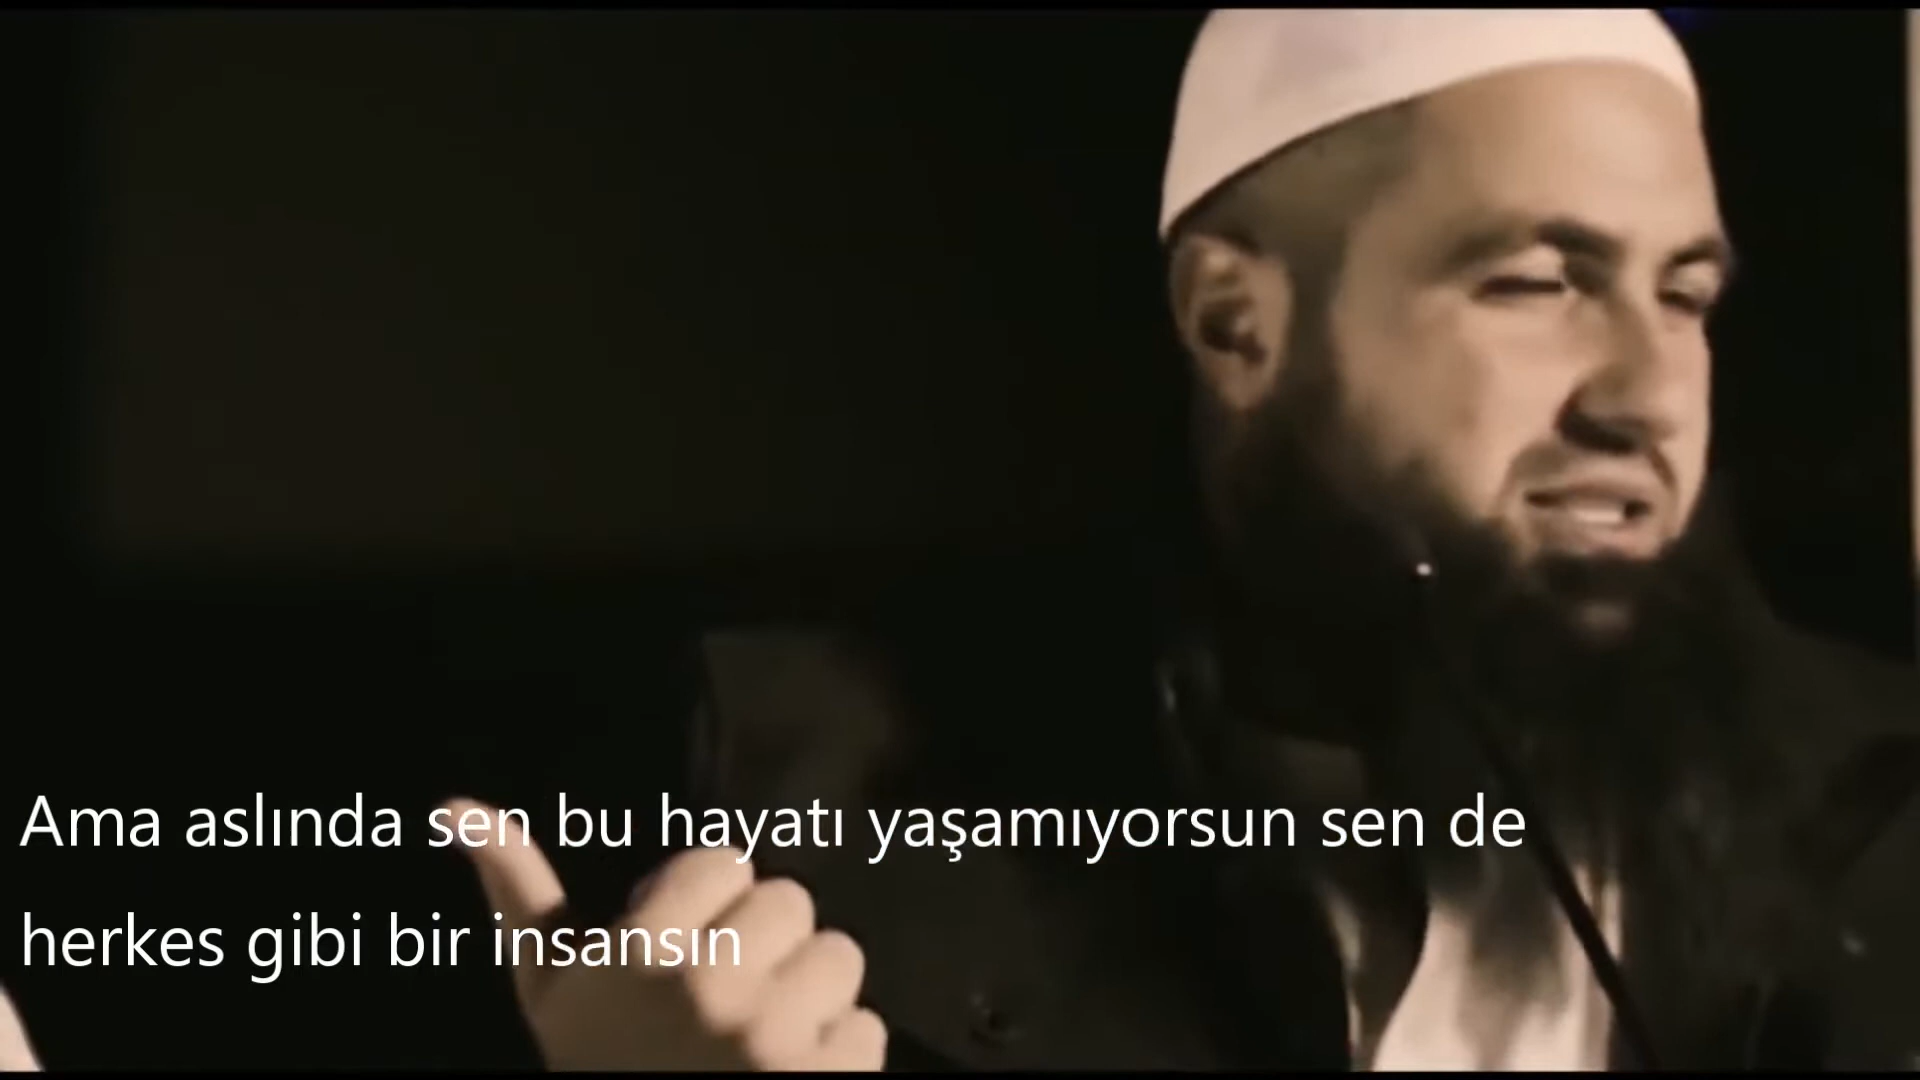 Ama aslında sen bu hayatı yaşamıyorsun sen de
herkes gibi bir insansın